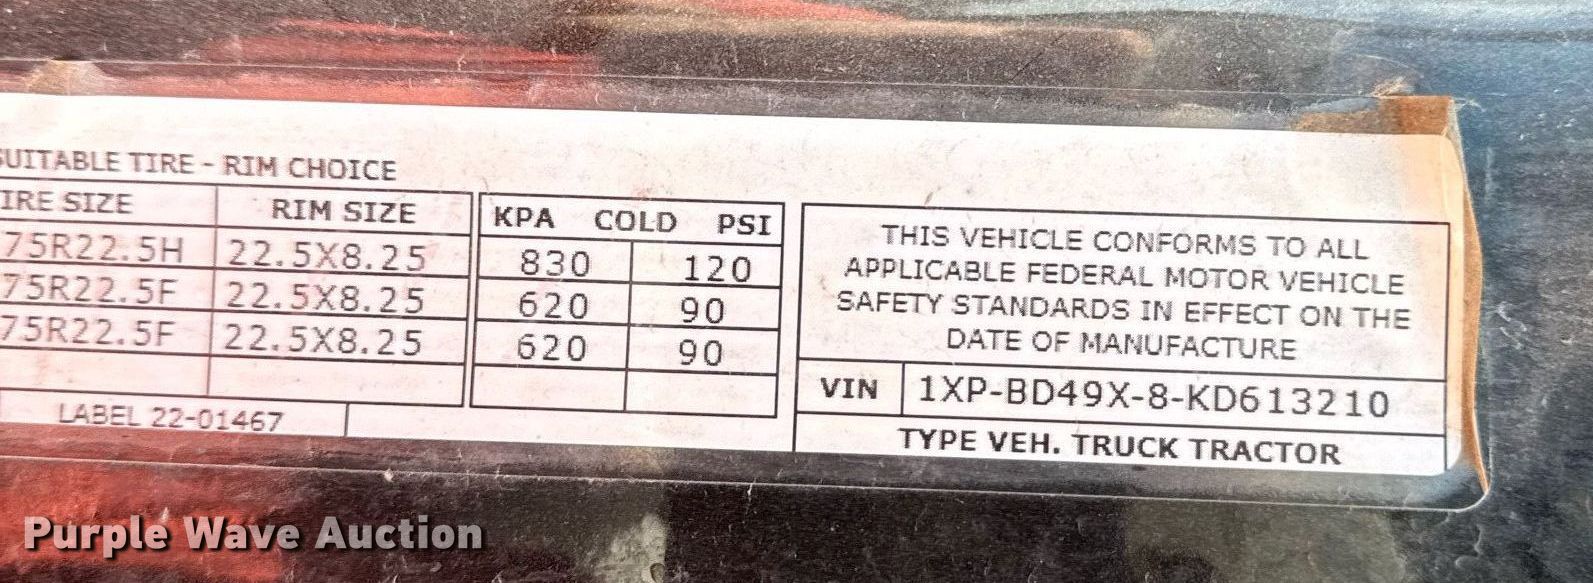 SUITABLE TIRE - RIM CHOICE
IRE SIZE RIM SIZE KPA COLD PSI
75R22.5H 22.5X8.25 830 120
75R22.5F 22.5X8.25 620 90
75R22.5F 22.5X8.25 620 90
LABEL 22-01467
THIS VEHICLE CONFORMS TO ALL
APPLICABLE FEDERAL MOTOR VEHICLE
SAFETY STANDARDS IN EFFECT ON THE
DATE OF MANUFACTURE
VIN 1XP-BD49X-8-KD613210
TYPE VEH. TRUCK TRACTOR
Purple Wave Auction